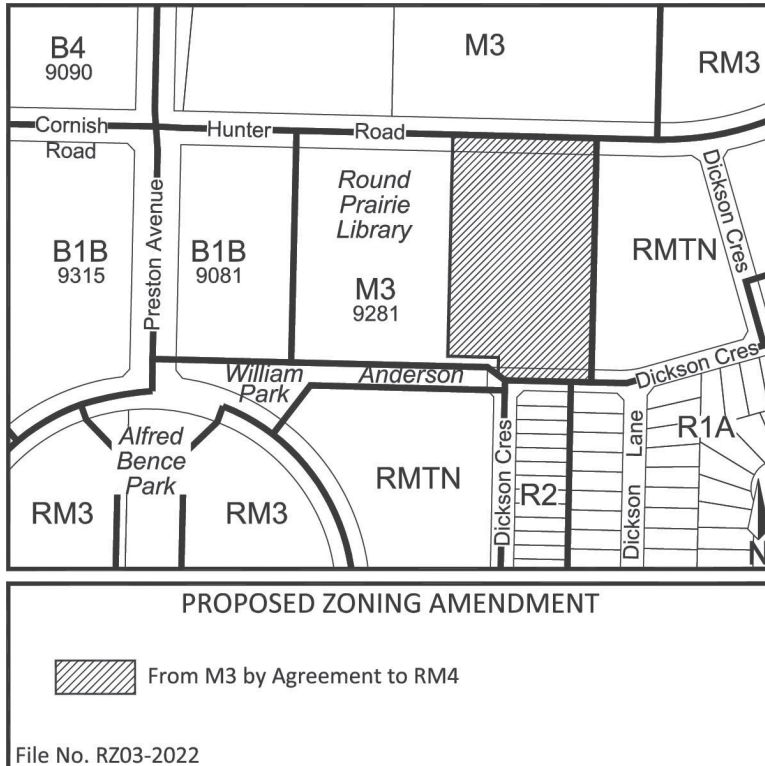 B4
9090
M3
RM3
Cornish
Road
Hunter
Road
Preston Avenue
B1B
9315
B1B
9081
Round
Prairie
Library
M3
9281
RMTN
Dickson Cres
Dickson Cres
William
Park
Anderson
Alfred
Bence
Park
RM3
RM3
RMTN
Dickson Cres
R2
Dickson Lane
R1A
N
PROPOSED ZONING AMENDMENT
From M3 by Agreement to RM4
File No. RZ03-2022